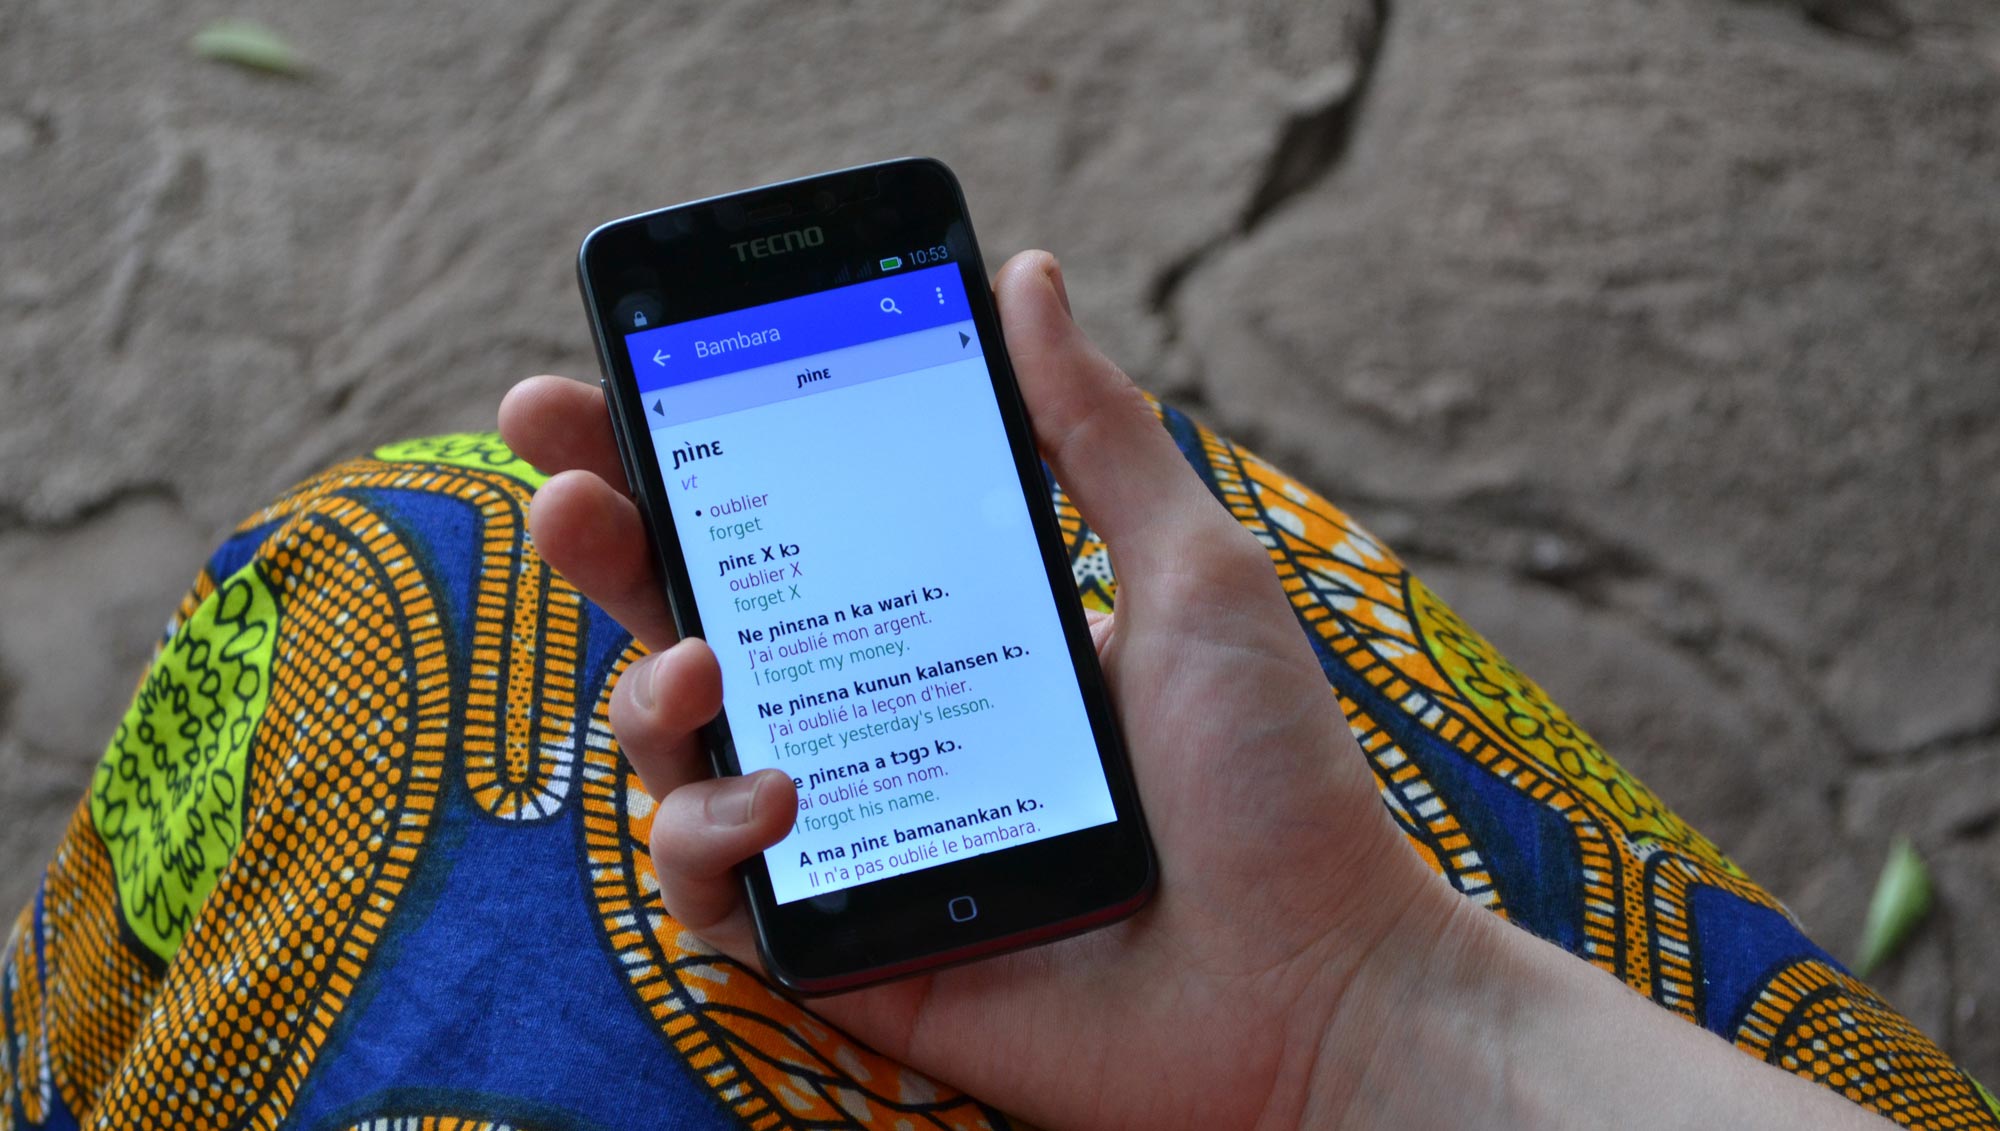 TECNO
10:53
Bambara
ɲìnɛ
ɲìnɛ
vt
• oublier
forget
ɲinɛ X kɔ
oublier X
forget X
Ne ɲinɛna n ka wari kɔ.
J'ai oublié mon argent.
I forgot my money.
Ne ɲinɛna kunun kalansen kɔ.
J'ai oublié la leçon d'hier.
I forget yesterday's lesson.
e ɲinɛna a tɔgɔ kɔ.
ai oublié son nom.
I forgot his name.
A ma ɲinɛ bamanankan kɔ.
Il n'a pas oublié le bambara.